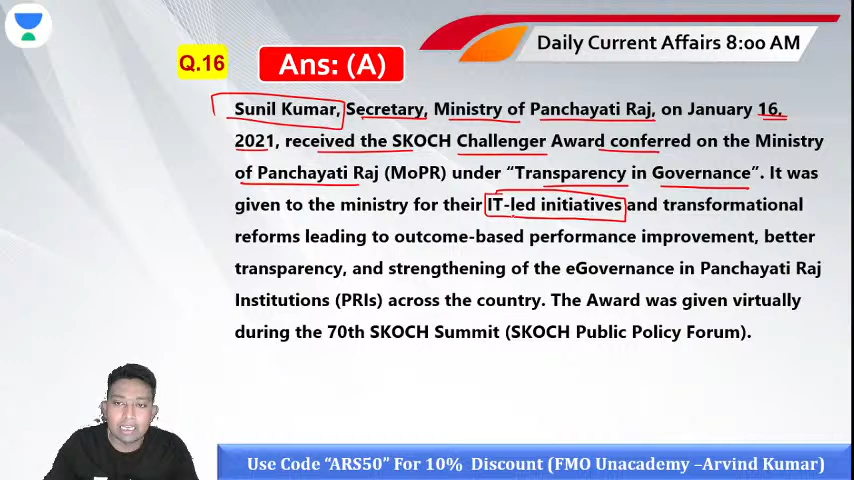 Daily Current Affairs 8:00 AM
Q.16
Ans: (A)
Sunil Kumar, Secretary, Ministry of Panchayati Raj, on January 16,
2021, received the SKOCH Challenger Award conferred on the Ministry
of Panchayati Raj (MoPR) under “Transparency in Governance”. It was
given to the ministry for their IT-led initiatives and transformational
reforms leading to outcome-based performance improvement, better
transparency, and strengthening of the eGovernance in Panchayati Raj
Institutions (PRIs) across the country. The Award was given virtually
during the 70th SKOCH Summit (SKOCH Public Policy Forum).
Use Code “ARS50” For 10% Discount (FMO Unacademy –Arvind Kumar)